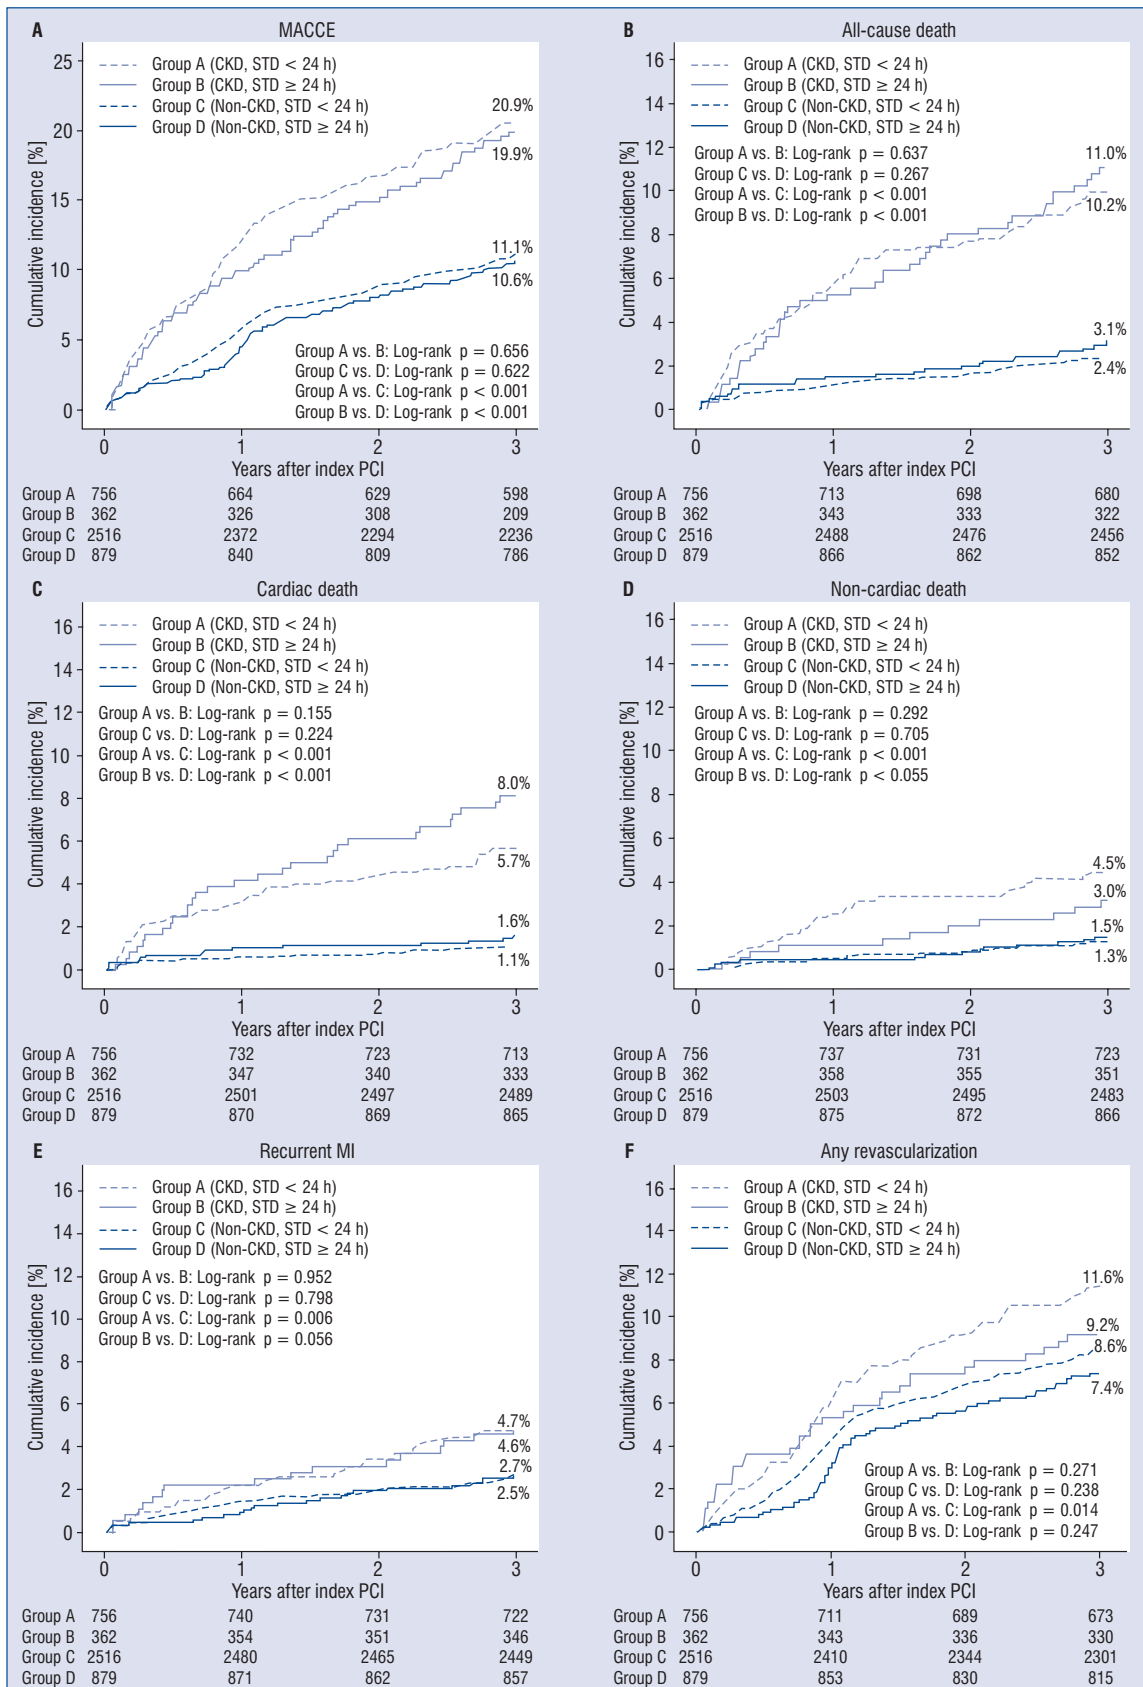 A MACCE
25
20
15
10
5
0
Cumulative incidence [%]
Group A (CKD, STD < 24 h)
Group B (CKD, STD ≥ 24 h)
Group C (Non-CKD, STD < 24 h)
Group D (Non-CKD, STD ≥ 24 h)
20.9%
19.9%
11.1%
10.6%
Group A vs. B: Log-rank p = 0.656
Group C vs. D: Log-rank p = 0.622
Group A vs. C: Log-rank p < 0.001
Group B vs. D: Log-rank p < 0.001
0 1 2 3
Years after index PCI
Group A 756 664 629 598
Group B 362 326 308 209
Group C 2516 2372 2294 2236
Group D 879 840 809 786
B All-cause death
16
14
12
10
8
6
4
2
0
Cumulative incidence [%]
Group A (CKD, STD < 24 h)
Group B (CKD, STD ≥ 24 h)
Group C (Non-CKD, STD < 24 h)
Group D (Non-CKD, STD ≥ 24 h)
Group A vs. B: Log-rank p = 0.637
Group C vs. D: Log-rank p = 0.267
Group A vs. C: Log-rank p < 0.001
Group B vs. D: Log-rank p < 0.001
11.0%
10.2%
3.1%
2.4%
0 1 2 3
Years after index PCI
Group A 756 713 698 680
Group B 362 343 333 322
Group C 2516 2488 2476 2456
Group D 879 866 862 852
C Cardiac death
16
14
12
10
8
6
4
2
0
Cumulative incidence [%]
Group A (CKD, STD < 24 h)
Group B (CKD, STD ≥ 24 h)
Group C (Non-CKD, STD < 24 h)
Group D (Non-CKD, STD ≥ 24 h)
Group A vs. B: Log-rank p = 0.155
Group C vs. D: Log-rank p = 0.224
Group A vs. C: Log-rank p < 0.001
Group B vs. D: Log-rank p < 0.001
8.0%
5.7%
1.6%
1.1%
0 1 2 3
Years after index PCI
Group A 756 732 723 713
Group B 362 347 340 333
Group C 2516 2501 2497 2489
Group D 879 870 869 865
D Non-cardiac death
16
14
12
10
8
6
4
2
0
Cumulative incidence [%]
Group A (CKD, STD < 24 h)
Group B (CKD, STD ≥ 24 h)
Group C (Non-CKD, STD < 24 h)
Group D (Non-CKD, STD ≥ 24 h)
Group A vs. B: Log-rank p = 0.292
Group C vs. D: Log-rank p = 0.705
Group A vs. C: Log-rank p < 0.001
Group B vs. D: Log-rank p < 0.055
4.5%
3.0%
1.5%
1.3%
0 1 2 3
Years after index PCI
Group A 756 737 731 723
Group B 362 358 355 351
Group C 2516 2503 2495 2483
Group D 879 875 872 866
E Recurrent MI
16
14
12
10
8
6
4
2
0
Cumulative incidence [%]
Group A (CKD, STD < 24 h)
Group B (CKD, STD ≥ 24 h)
Group C (Non-CKD, STD < 24 h)
Group D (Non-CKD, STD ≥ 24 h)
Group A vs. B: Log-rank p = 0.952
Group C vs. D: Log-rank p = 0.798
Group A vs. C: Log-rank p = 0.006
Group B vs. D: Log-rank p = 0.056
4.7%
4.6%
2.7%
2.5%
0 1 2 3
Years after index PCI
Group A 756 740 731 722
Group B 362 354 351 346
Group C 2516 2480 2465 2449
Group D 879 871 862 857
F Any revascularization
16
14
12
10
8
6
4
2
0
Cumulative incidence [%]
Group A (CKD, STD < 24 h)
Group B (CKD, STD ≥ 24 h)
Group C (Non-CKD, STD < 24 h)
Group D (Non-CKD, STD ≥ 24 h)
11.6%
9.2%
8.6%
7.4%
Group A vs. B: Log-rank p = 0.271
Group C vs. D: Log-rank p = 0.238
Group A vs. C: Log-rank p = 0.014
Group B vs. D: Log-rank p = 0.247
0 1 2 3
Years after index PCI
Group A 756 711 689 673
Group B 362 343 336 330
Group C 2516 2410 2344 2301
Group D 879 853 830 815